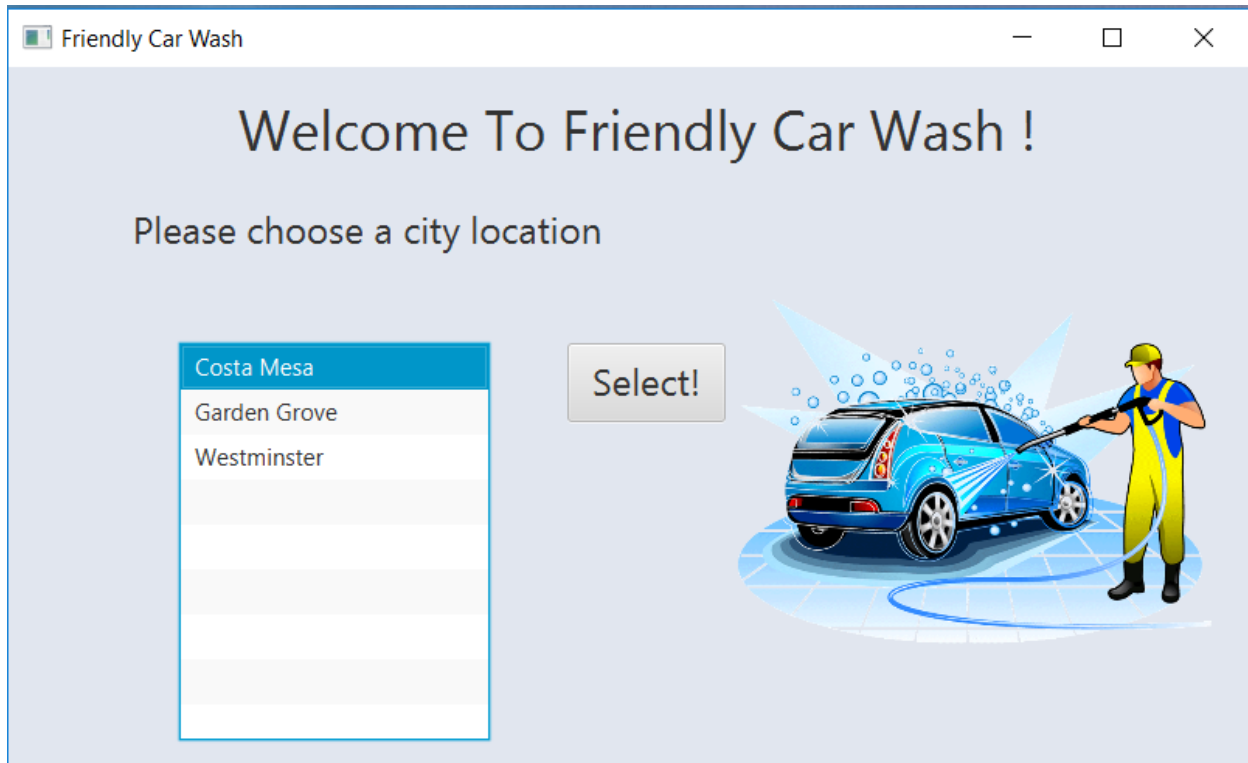 Friendly Car Wash
Welcome To Friendly Car Wash !
Please choose a city location
Costa Mesa
Garden Grove
Westminster
Select!